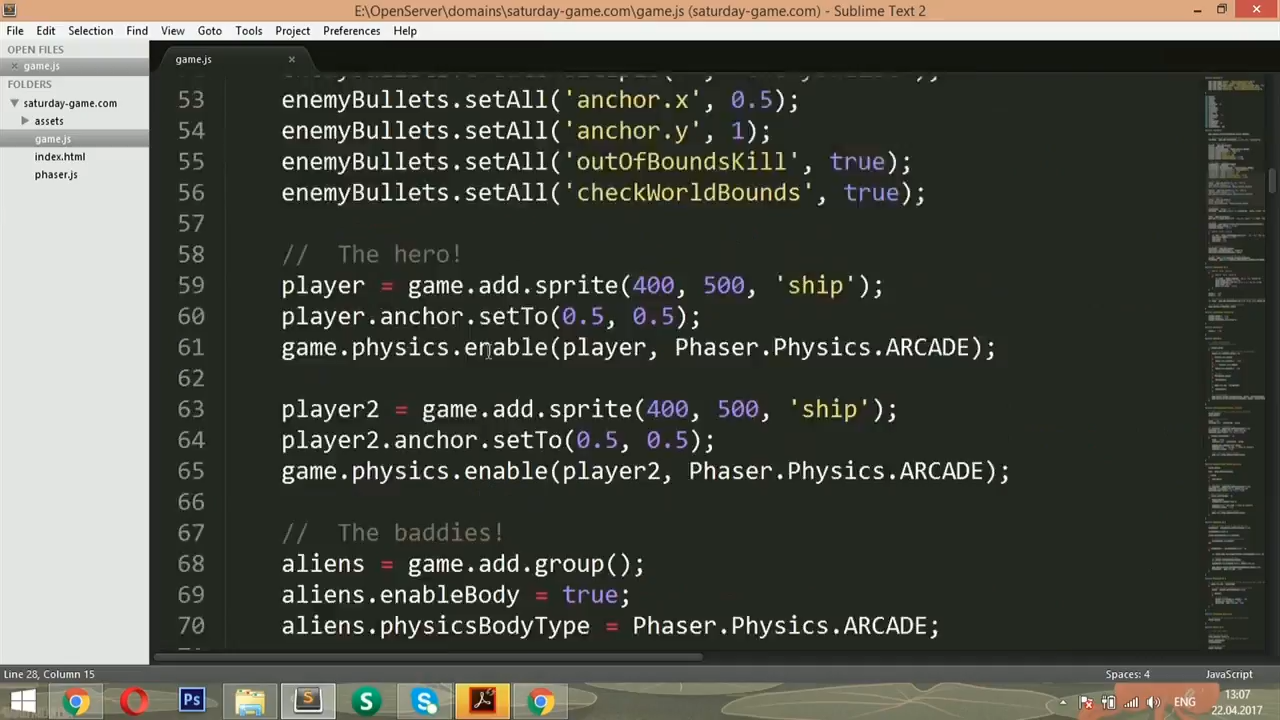 E:\OpenServer\domains\saturday-game.com\game.js (saturday-game.com) - Sublime Text 2
File Edit Selection Find View Goto Tools Project Preferences Help
OPEN FILES
game.js
FOLDERS
saturday-game.com
assets
game.js
index.html
phaser.js
game.js
53 enemyBullets.setAll('anchor.x', 0.5);
54 enemyBullets.setAll('anchor.y', 1);
55 enemyBullets.setAll('outOfBoundsKill', true);
56 enemyBullets.setAll('checkWorldBounds', true);
57
58 //  The hero!
59 player = game.add.sprite(400, 500, 'ship');
60 player.anchor.setTo(0.5, 0.5);
61 game.physics.enable(player, Phaser.Physics.ARCADE);
62
63 player2 = game.add.sprite(400, 500, 'ship');
64 player2.anchor.setTo(0.5, 0.5);
65 game.physics.enable(player2, Phaser.Physics.ARCADE);
66
67 //  The baddies!
68 aliens = game.add.group();
69 aliens.enableBody = true;
70 aliens.physicsBodyType = Phaser.Physics.ARCADE;
Line 28, Column 15
Spaces: 4
JavaScript
Ps
ENG
13:07
22.04.2017